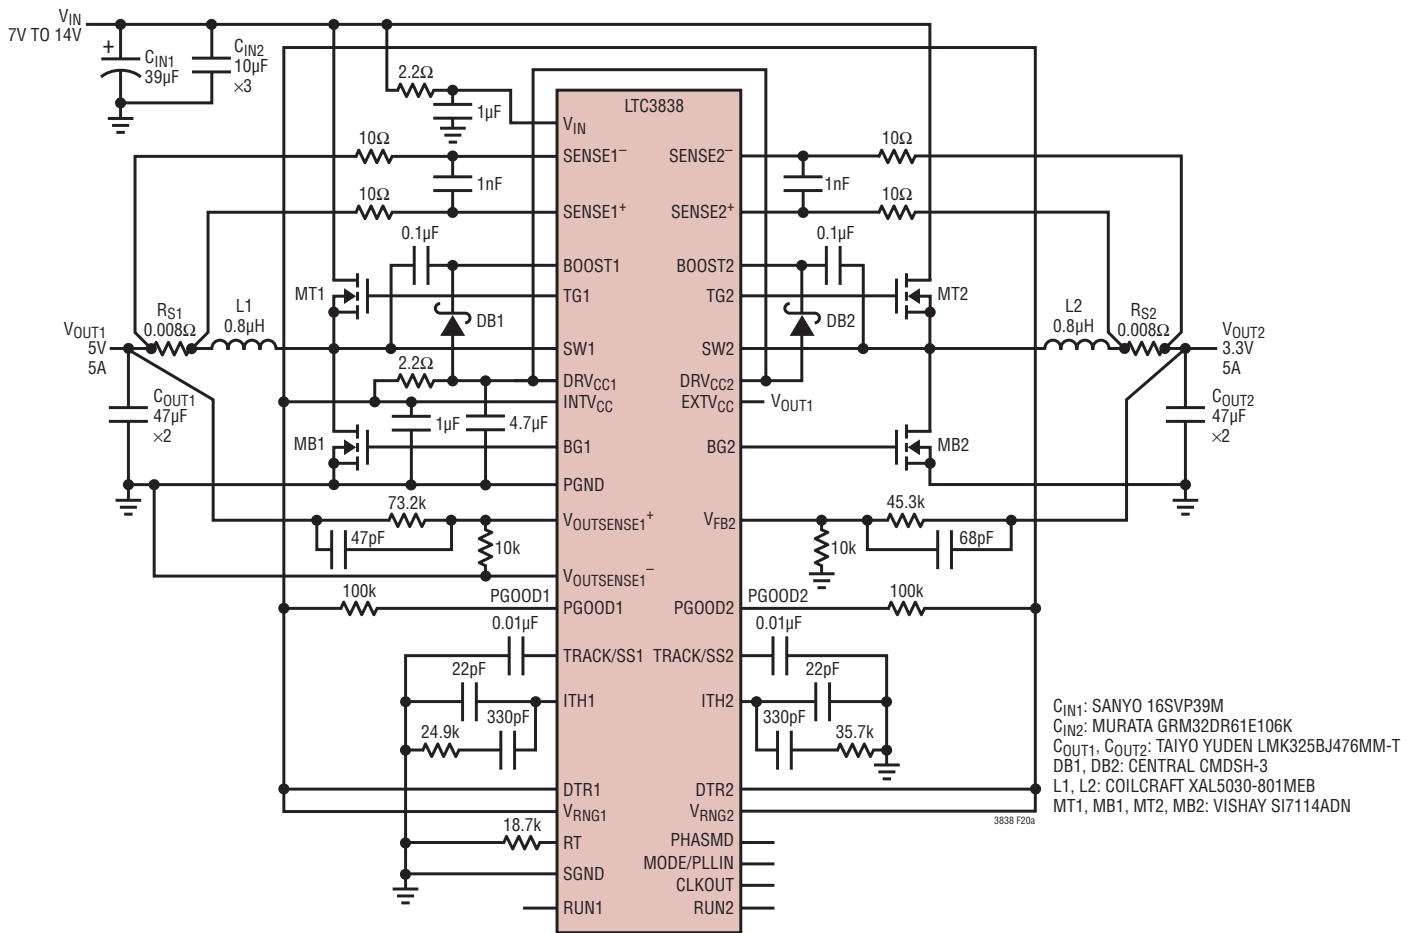 VIN
7V TO 14V
+
CIN1
39µF
CIN2
10µF
×3
2.2Ω
1µF
LTC3838
VIN
10Ω
SENSE1–
SENSE2–
10Ω
1nF
1nF
10Ω
SENSE1+
SENSE2+
10Ω
0.1µF
BOOST1
BOOST2
0.1µF
MT1
TG1
TG2
MT2
DB1
DB2
VOUT1
5V
5A
RS1
0.008Ω
L1
0.8µH
SW1
SW2
L2
0.8µH
RS2
0.008Ω
VOUT2
3.3V
5A
2.2Ω
DRVCC1
DRVCC2
INTVCC
EXTVCC
VOUT1
COUT1
47µF
×2
1µF
4.7µF
COUT2
47µF
×2
MB1
BG1
BG2
MB2
PGND
73.2k
VOUTSENSE1+
VFB2
45.3k
47pF
10k
10k
68pF
VOUTSENSE1–
100k
PGOOD1
PGOOD1
PGOOD2
PGOOD2
100k
0.01µF
TRACK/SS1
TRACK/SS2
0.01µF
22pF
ITH1
ITH2
22pF
330pF
24.9k
330pF
35.7k
DTR1
DTR2
VRNG1
VRNG2
3838 F20a
18.7k
RT
PHASMD
MODE/PLLIN
SGND
CLKOUT
RUN1
RUN2
CIN1: SANYO 16SVP39M
CIN2: MURATA GRM32DR61E106K
COUT1, COUT2: TAIYO YUDEN LMK325BJ476MM-T
DB1, DB2: CENTRAL CMDSH-3
L1, L2: COILCRAFT XAL5030-801MEB
MT1, MB1, MT2, MB2: VISHAY SI7114ADN